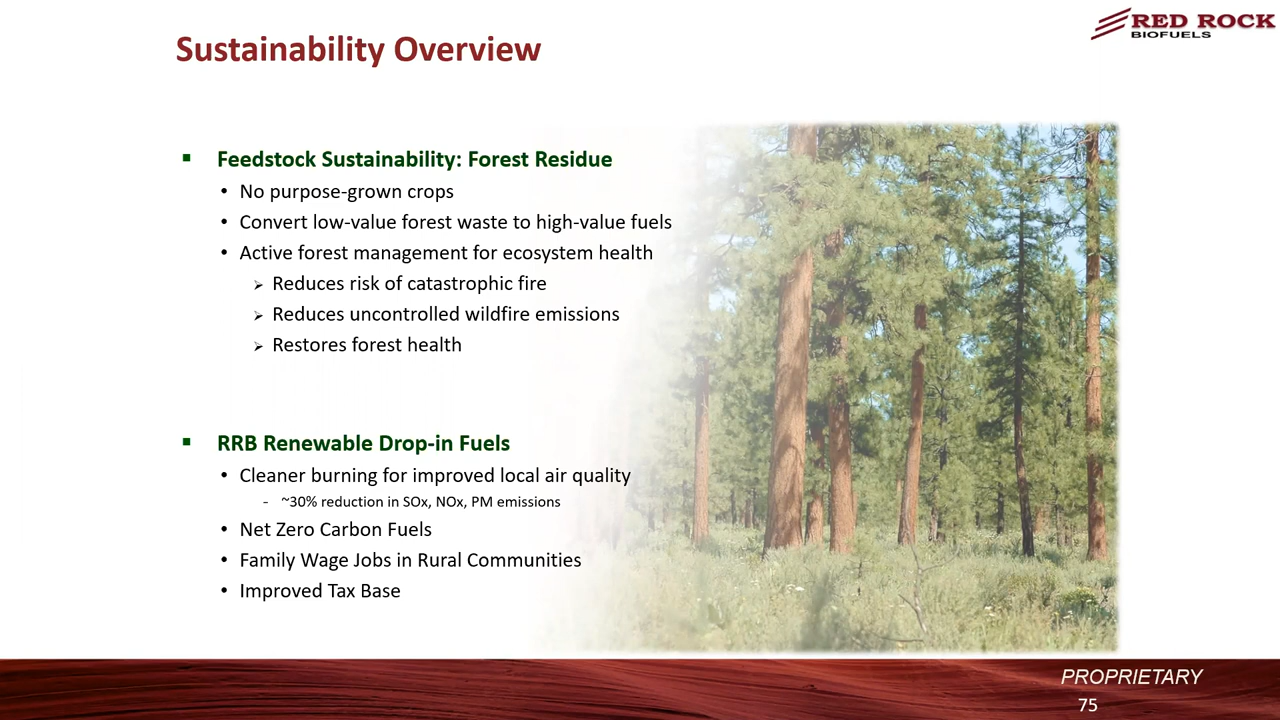 RED ROCK
BIOFUELS
Sustainability Overview
Feedstock Sustainability: Forest Residue
No purpose-grown crops
Convert low-value forest waste to high-value fuels
Active forest management for ecosystem health
Reduces risk of catastrophic fire
Reduces uncontrolled wildfire emissions
Restores forest health
RRB Renewable Drop-in Fuels
Cleaner burning for improved local air quality
- ~30% reduction in SOx, NOx, PM emissions
Net Zero Carbon Fuels
Family Wage Jobs in Rural Communities
Improved Tax Base
PROPRIETARY
75